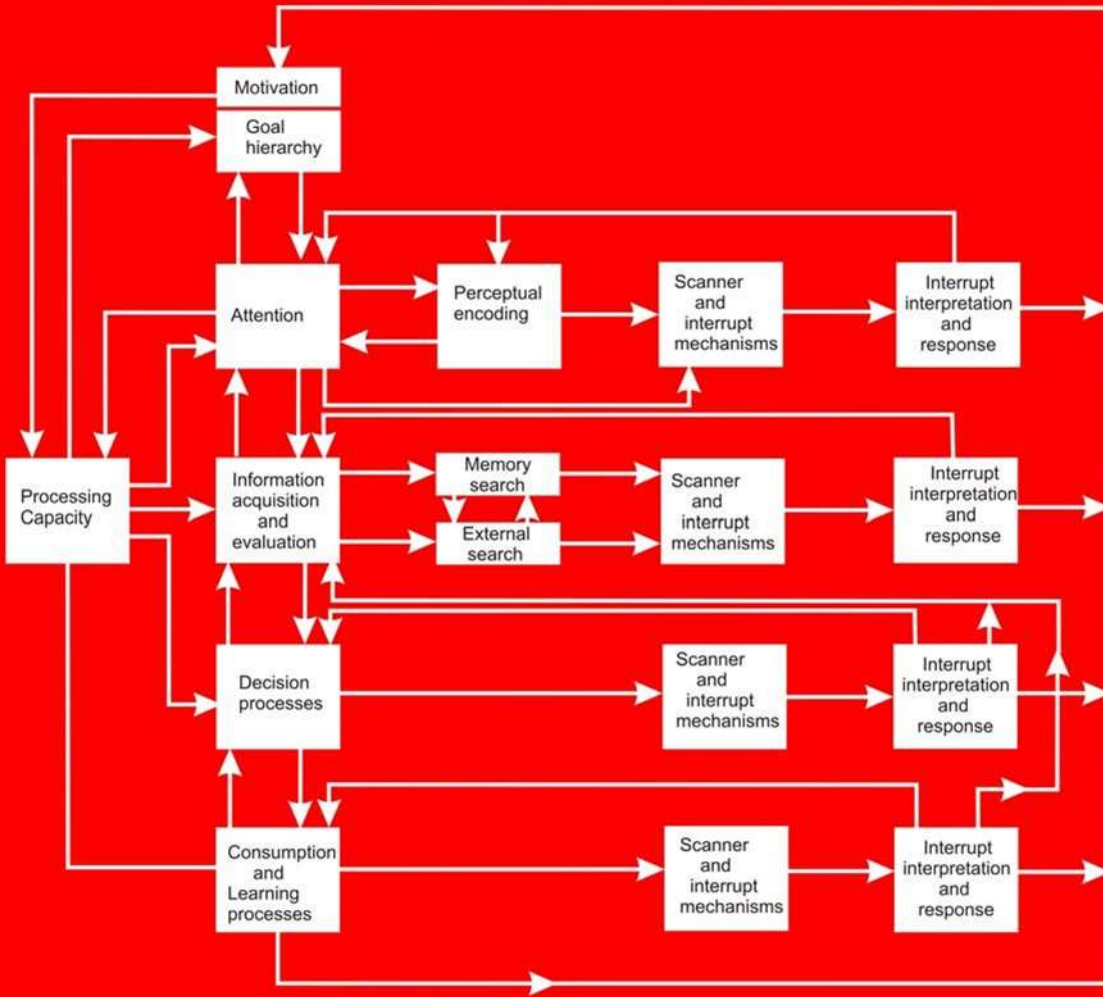 Motivation
Goal
hierarchy
Attention
Perceptual
encoding
Scanner
and
interrupt
mechanisms
Interrupt
interpretation
and
response
Processing
Capacity
Information
acquisition
and
evaluation
Memory
search
External
search
Scanner
and
interrupt
mechanisms
Interrupt
interpretation
and
response
Decision
processes
Scanner
and
interrupt
mechanisms
Interrupt
interpretation
and
response
Consumption
and
Learning
processes
Scanner
and
interrupt
mechanisms
Interrupt
interpretation
and
response